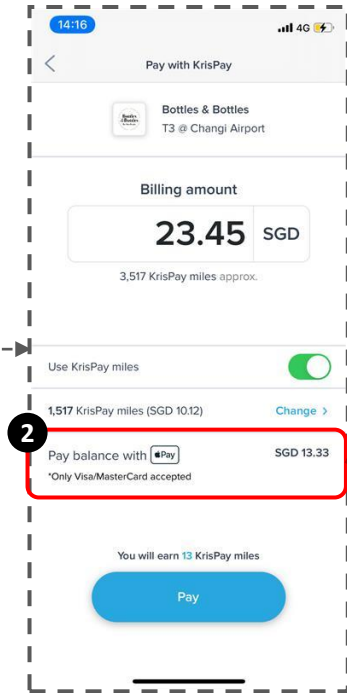 14:16
4G
Pay with KrisPay
Bottles & Bottles
T3 @ Changi Airport
Billing amount
23.45 SGD
3,517 KrisPay miles approx.
Use KrisPay miles
1,517 KrisPay miles (SGD 10.12) Change >
2
Pay balance with Pay SGD 13.33
*Only Visa/MasterCard accepted
You will earn 13 KrisPay miles
Pay